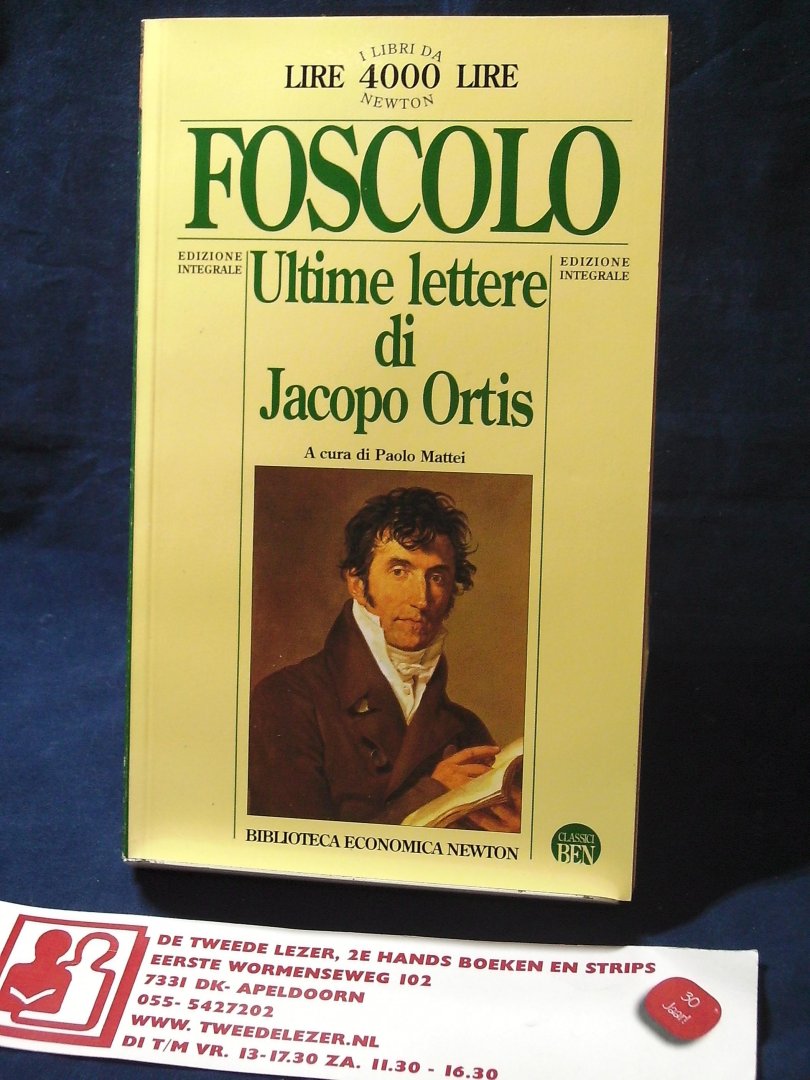 I LIBRI DA
LIRE 4000 LIRE
NEWTON
FOSCOLO
EDIZIONE
INTEGRALE
Ultime lettere
di
Jacopo Ortis
EDIZIONE
INTEGRALE
A cura di Paolo Mattei
BIBLIOTECA ECONOMICA NEWTON
CLASSICI
BEN
DE TWEEDE LEZER, 2E HANDS BOEKEN EN STRIPS
EERSTE WORMENSEWEG 102
7331 DK- APELDOORN
055- 5427202
WWW. TWEEDELEZER.NL
DI T/M VR. 13-17.30 ZA. 11.30 - 16.30
30
Jaar!